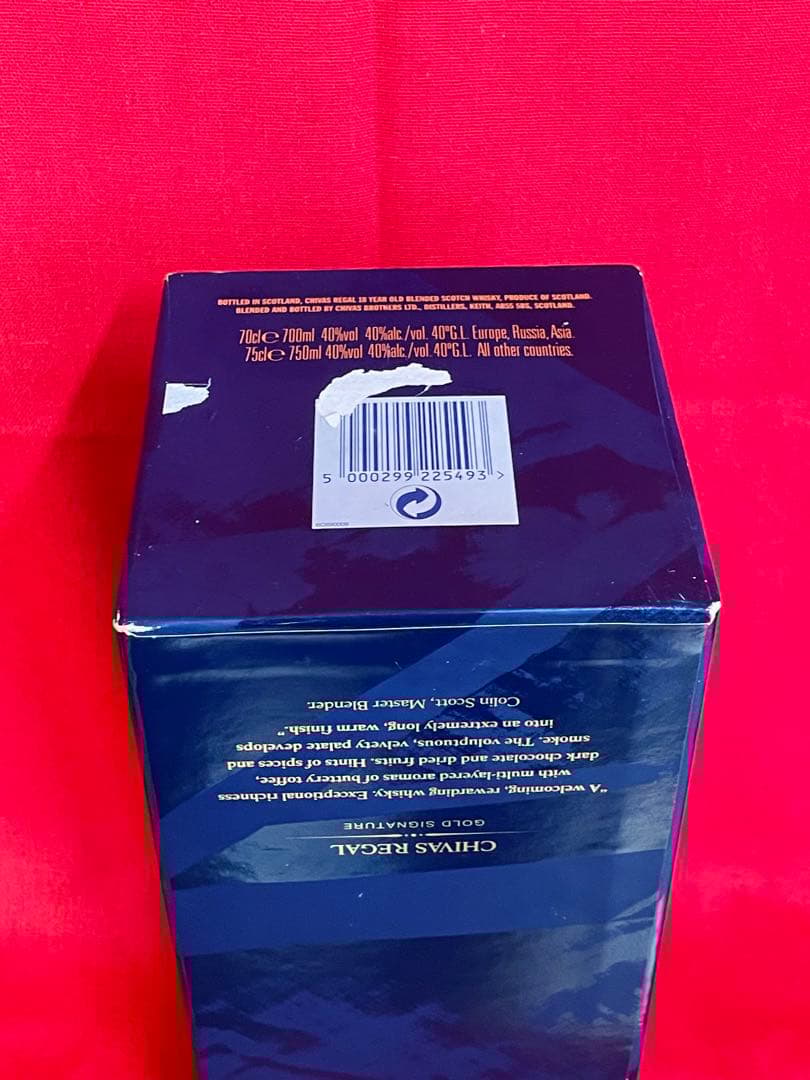 BOTTLED IN SCOTLAND, CHIVAS REGAL 18 YEAR OLD BLENDED SCOTCH WHISKY, PRODUCE OF SCOTLAND.
BLENDED AND BOTTLED BY CHIVAS BROTHERS LTD., DISTILLERS, KEITH, AB55 5BS, SCOTLAND.
70cl e 700ml 40%vol 40%alc./vol. 40°G.L. Europe, Russia, Asia.
75cl e 750ml 40%vol 40%alc./vol. 40°G.L. All other countries.
5 000299 225493 >
CHIVAS REGAL
GOLD SIGNATURE
“A welcoming, rewarding whisky. Exceptional richness
with multi-layered aromas of buttery toffee,
dark chocolate and dried fruits. Hints of spices and
smoke. The voluptuous, velvety palate develops
into an extremely long, warm finish.”
Colin Scott, Master Blender.